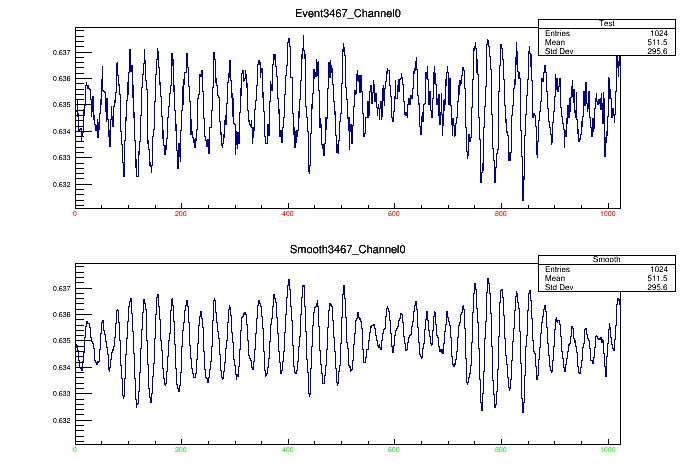 Event3467_Channel0
Test
Entries 1024
Mean 511.5
Std Dev 295.6
0.637
0.636
0.635
0.634
0.633
0.632
0 200 400 600 800 1000
Smooth3467_Channel0
Smooth
Entries 1024
Mean 511.5
Std Dev 295.6
0.637
0.636
0.635
0.634
0.633
0.632
0 200 400 600 800 1000